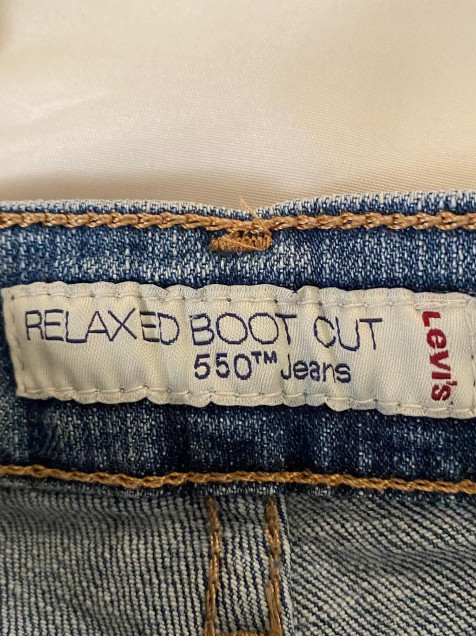 RELAXED BOOT CUT
550™ Jeans
Levi's